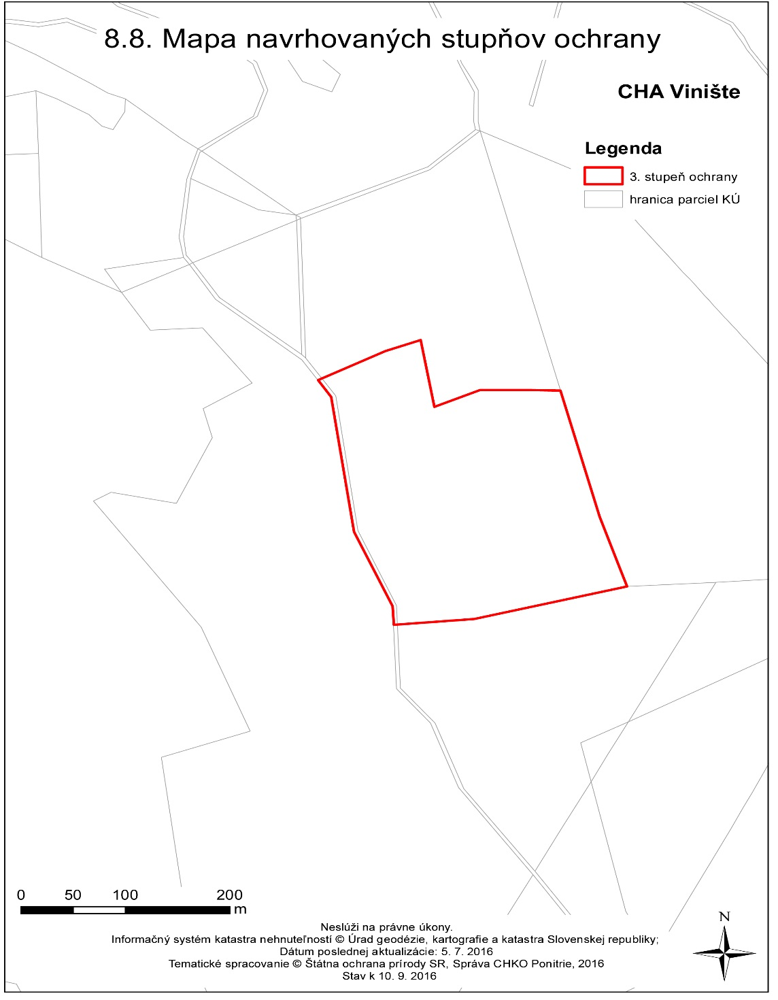 8.8. Mapa navrhovaných stupňov ochrany
CHA Vinište
Legenda
3. stupeň ochrany
hranica parciel KÚ
0 50 100 200
m
N
Neslúži na právne úkony.
Informačný systém katastra nehnuteľností © Úrad geodézie, kartografie a katastra Slovenskej republiky;
Dátum poslednej aktualizácie: 5. 7. 2016
Tematické spracovanie © Štátna ochrana prírody SR, Správa CHKO Ponitrie, 2016
Stav k 10. 9. 2016